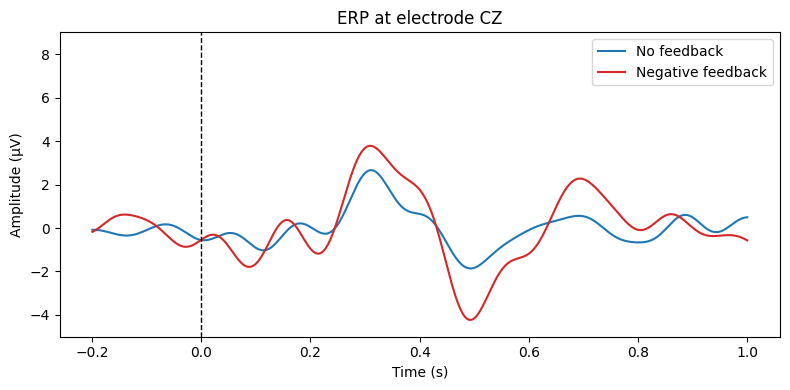 ERP at electrode CZ
No feedback
Negative feedback
Amplitude (µV)
8
6
4
2
0
−2
−4
−0.2
0.0
0.2
0.4
0.6
0.8
1.0
Time (s)